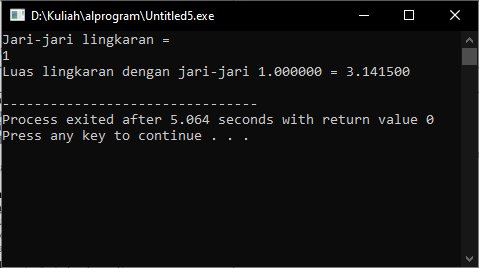 D:\Kuliah\alprogram\Untitled5.exe
Jari-jari lingkaran =
1
Luas lingkaran dengan jari-jari 1.000000 = 3.141500
--------------------------------
Process exited after 5.064 seconds with return value 0
Press any key to continue . . .